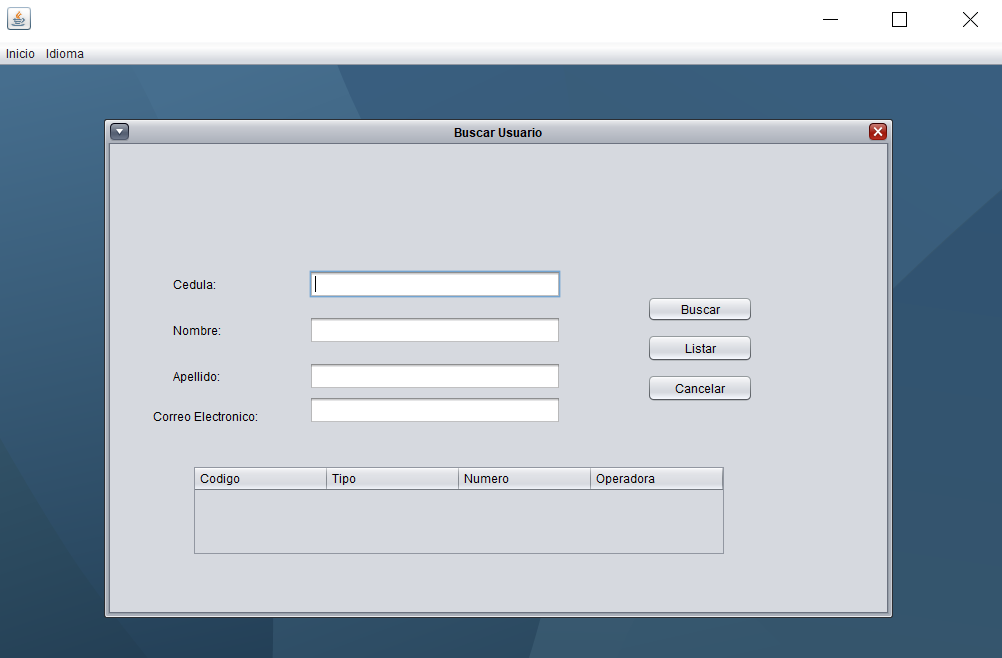 Inicio Idioma
Buscar Usuario
Cedula:
Buscar
Nombre:
Listar
Apellido:
Cancelar
Correo Electronico:
Codigo Tipo Numero Operadora